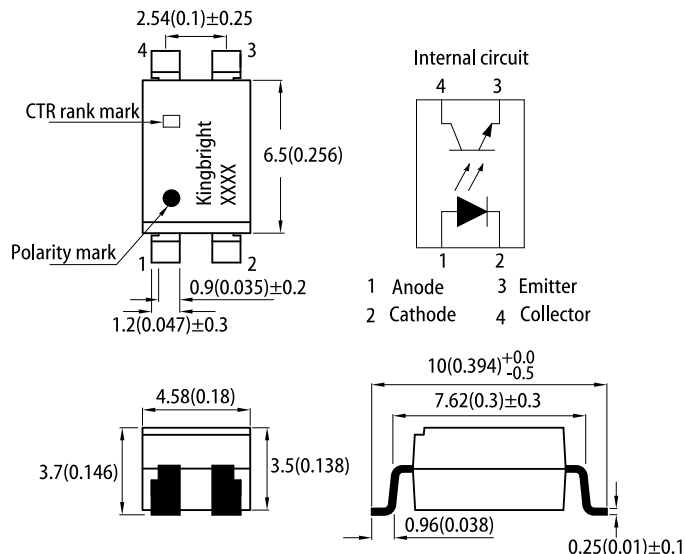 2.54(0.1)±0.25
4
3
CTR rank mark
Kingbright
XXXX
6.5(0.256)
Polarity mark
1
2
0.9(0.035)±0.2
1.2(0.047)±0.3
Internal circuit
4
3
1
2
1 Anode
3 Emitter
2 Cathode
4 Collector
4.58(0.18)
3.7(0.146)
3.5(0.138)
10(0.394)+0.0
-0.5
7.62(0.3)±0.3
0.96(0.038)
0.25(0.01)±0.1